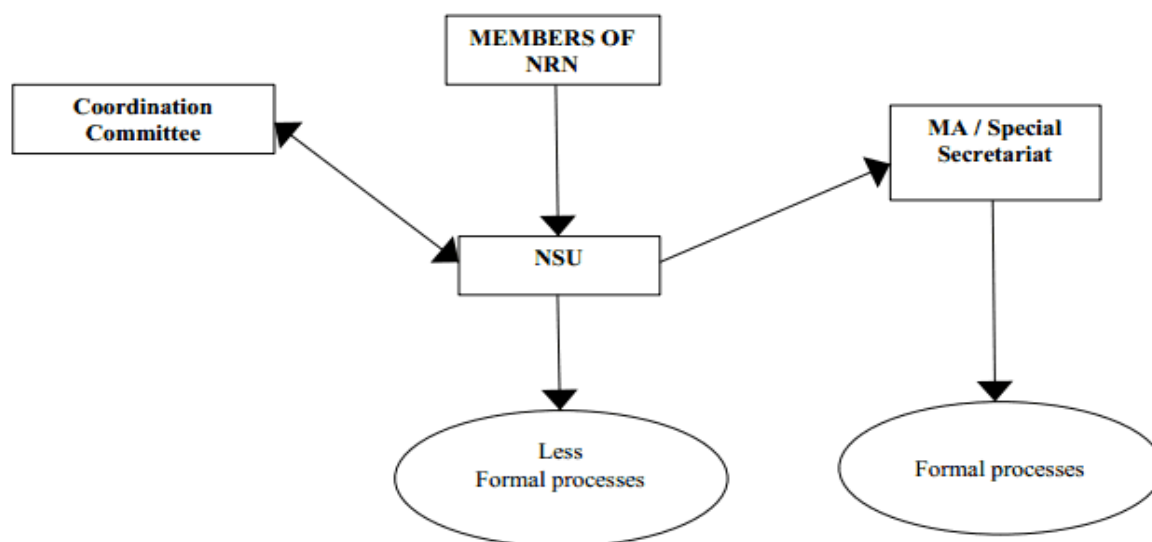 MEMBERS OF
NRN
Coordination
Committee
MA / Special
Secretariat
NSU
Less
Formal processes
Formal processes